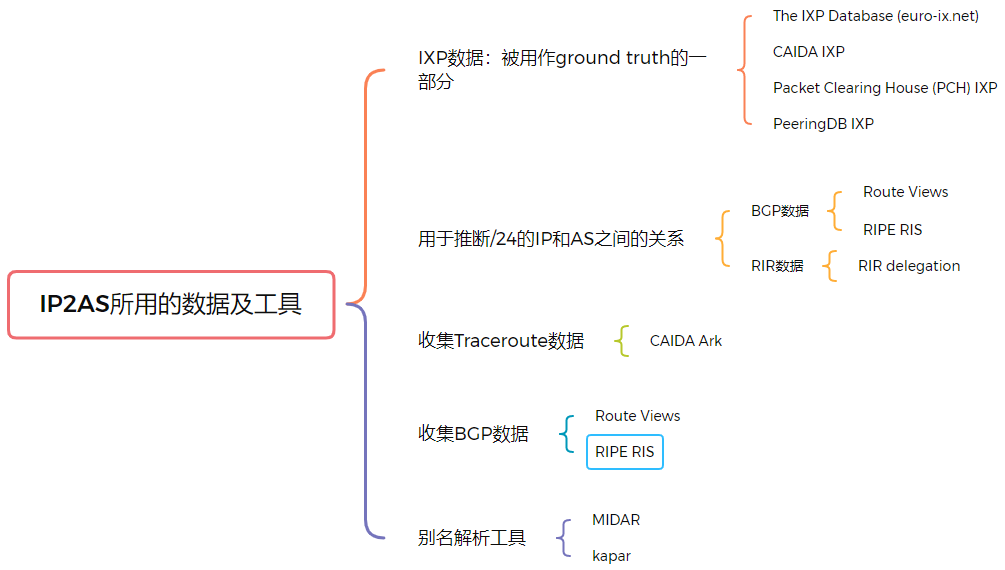 IP2AS所用的数据及工具
IXP数据：被用作ground truth的一
部分
The IXP Database (euro-ix.net)
CAIDA IXP
Packet Clearing House (PCH) IXP
PeeringDB IXP
用于推断/24的IP和AS之间的关系
BGP数据
Route Views
RIPE RIS
RIR数据
RIR delegation
收集Traceroute数据
CAIDA Ark
收集BGP数据
Route Views
RIPE RIS
别名解析工具
MIDAR
kapar